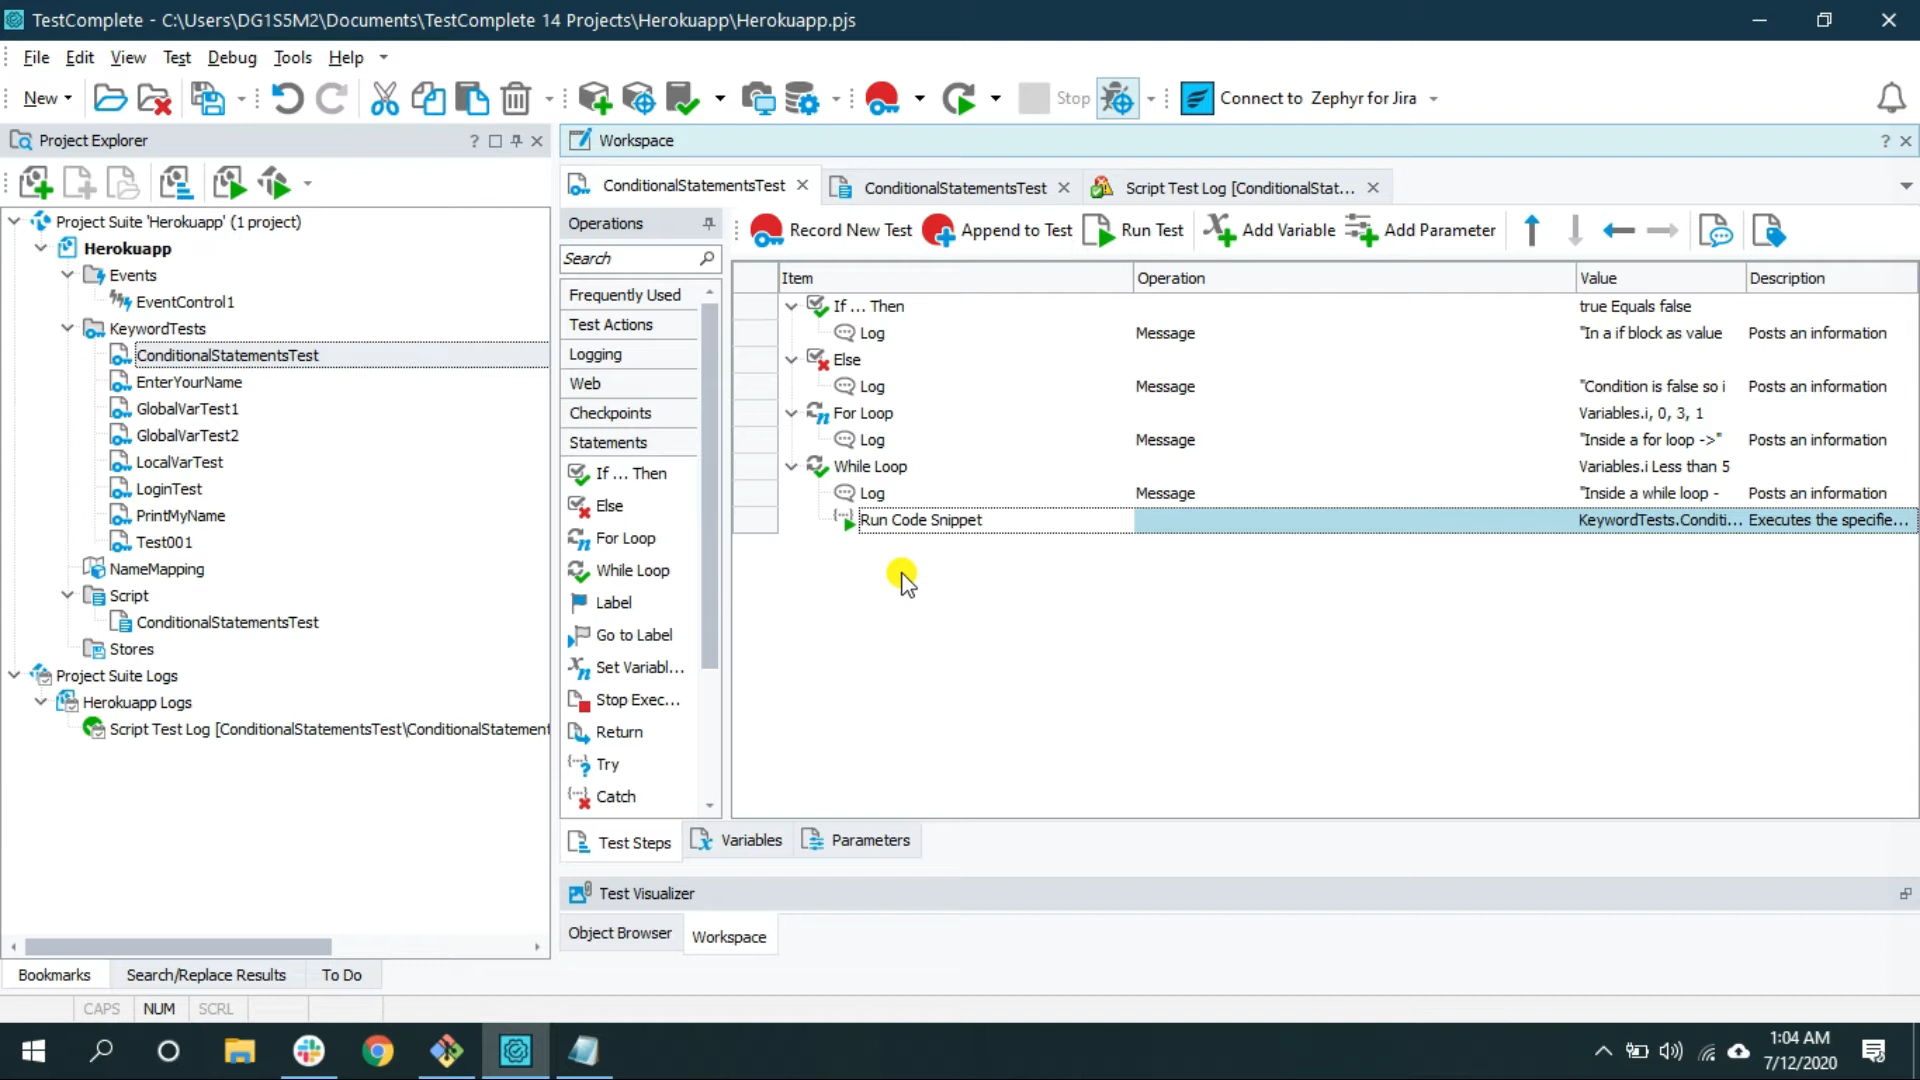 TestComplete - C:\Users\DG1S5M2\Documents\TestComplete 14 Projects\Herokuapp\Herokuapp.pjs
File Edit View Test Debug Tools Help
New Stop Connect to Zephyr for Jira
Project Explorer ?
Project Suite 'Herokuapp' (1 project)
Herokuapp
Events
EventControl1
KeywordTests
ConditionalStatementsTest
EnterYourName
GlobalVarTest1
GlobalVarTest2
LocalVarTest
LoginTest
PrintMyName
Test001
NameMapping
Script
ConditionalStatementsTest
Stores
Project Suite Logs
Herokuapp Logs
Script Test Log [ConditionalStatementsTest\ConditionalStatement
Bookmarks Search/Replace Results To Do
Workspace ?
ConditionalStatementsTest ConditionalStatementsTest Script Test Log [ConditionalStat...
Operations
Search
Frequently Used
Test Actions
Logging
Web
Checkpoints
Statements
If ... Then
Else
For Loop
While Loop
Label
Go to Label
Set Variabl...
Stop Exec...
Return
Try
Catch
Record New Test Append to Test Run Test Add Variable Add Parameter
Item Operation Value Description
If ... Then true Equals false
Log Message "In a if block as value Posts an information
Else
Log Message "Condition is false so i Posts an information
For Loop Variables.i, 0, 3, 1
Log Message "Inside a for loop ->" Posts an information
While Loop Variables.i Less than 5
Log Message "Inside a while loop - Posts an information
Run Code Snippet KeywordTests.Conditi... Executes the specifie...
Test Steps Variables Parameters
Test Visualizer
Object Browser Workspace
CAPS NUM SCRL
1:04 AM
7/12/2020